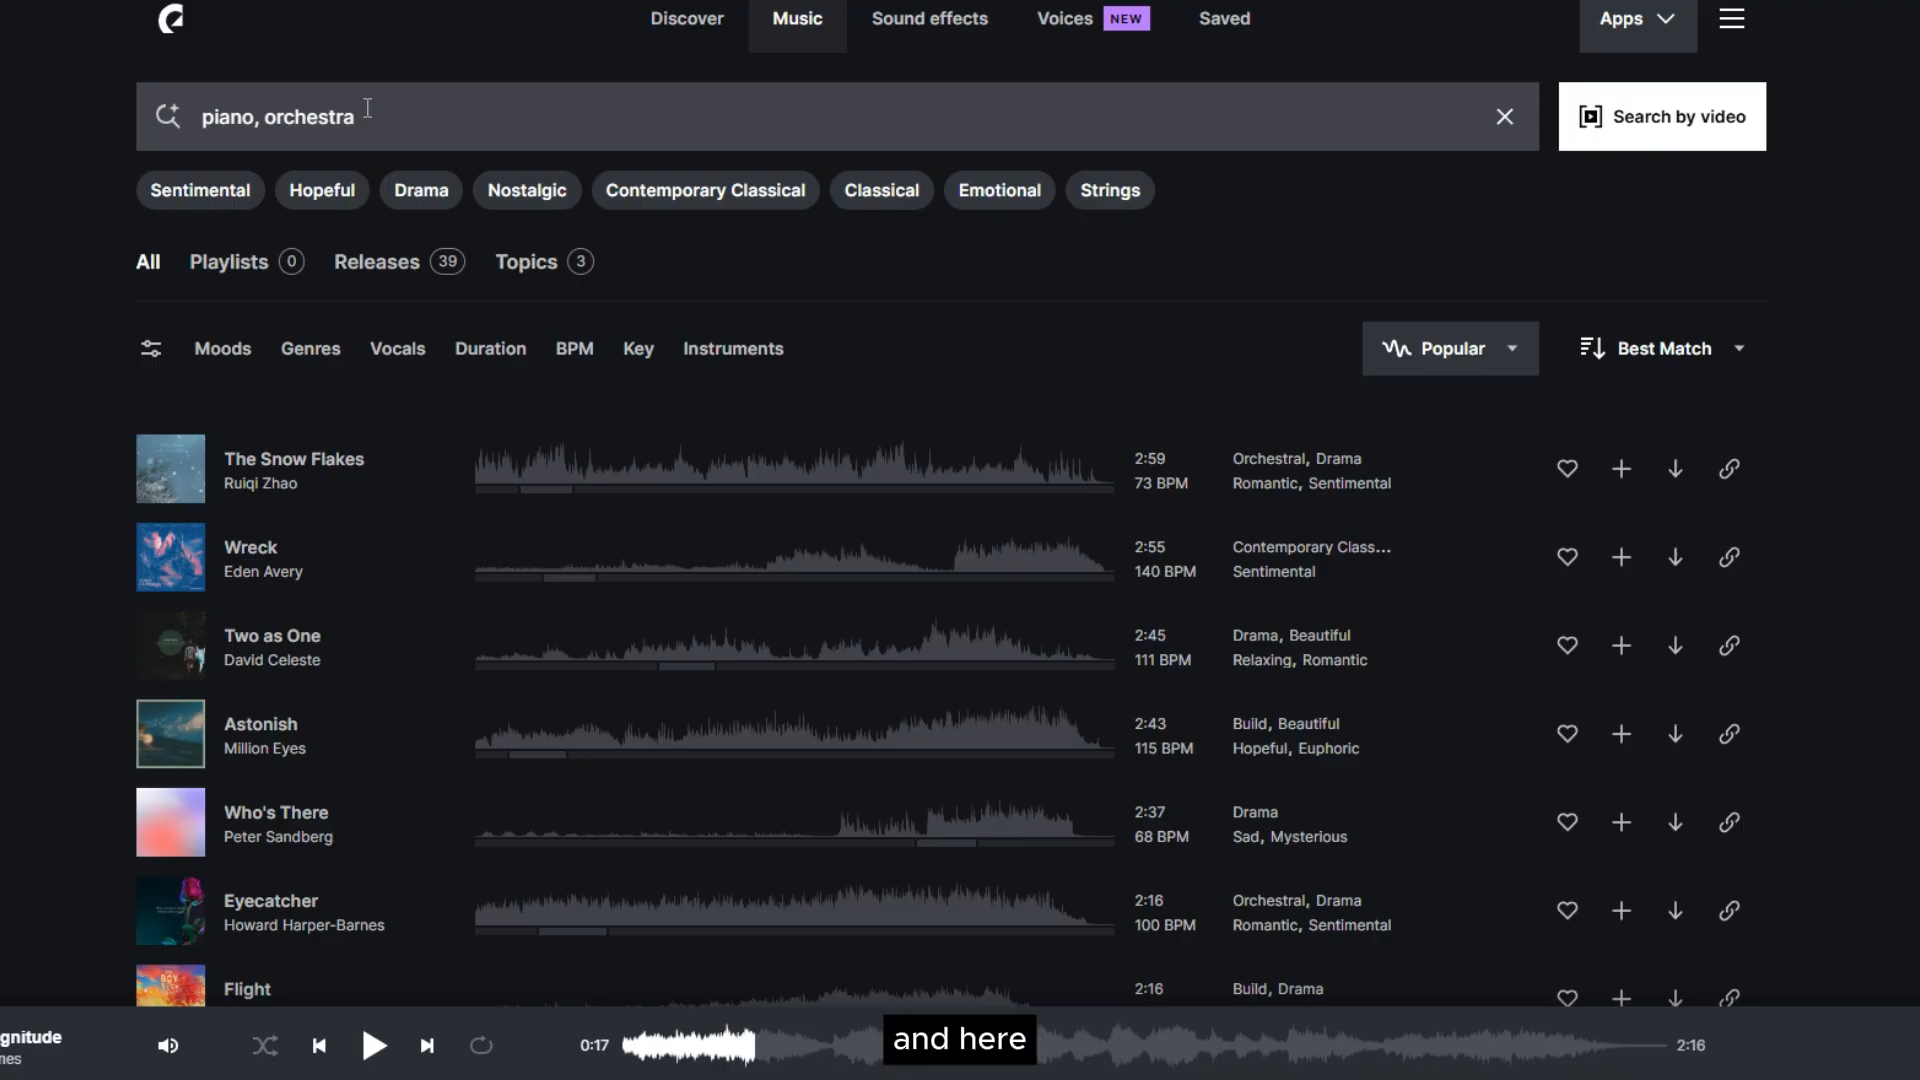 Discover Music Sound effects Voices NEW Saved Apps
piano, orchestra
Search by video
Sentimental Hopeful Drama Nostalgic Contemporary Classical Classical Emotional Strings
All Playlists 0 Releases 39 Topics 3
Moods Genres Vocals Duration BPM Key Instruments Popular Best Match
The Snow Flakes 2:59 Orchestral, Drama
Ruiqi Zhao 73 BPM Romantic, Sentimental
Wreck 2:55 Contemporary Class...
Eden Avery 140 BPM Sentimental
Two as One 2:45 Drama, Beautiful
David Celeste 111 BPM Relaxing, Romantic
Astonish 2:43 Build, Beautiful
Million Eyes 115 BPM Hopeful, Euphoric
Who's There 2:37 Drama
Peter Sandberg 68 BPM Sad, Mysterious
Eyecatcher 2:16 Orchestral, Drama
Howard Harper-Barnes 100 BPM Romantic, Sentimental
Flight 2:16 Build, Drama
gnitude
nes
0:17 2:16
and here